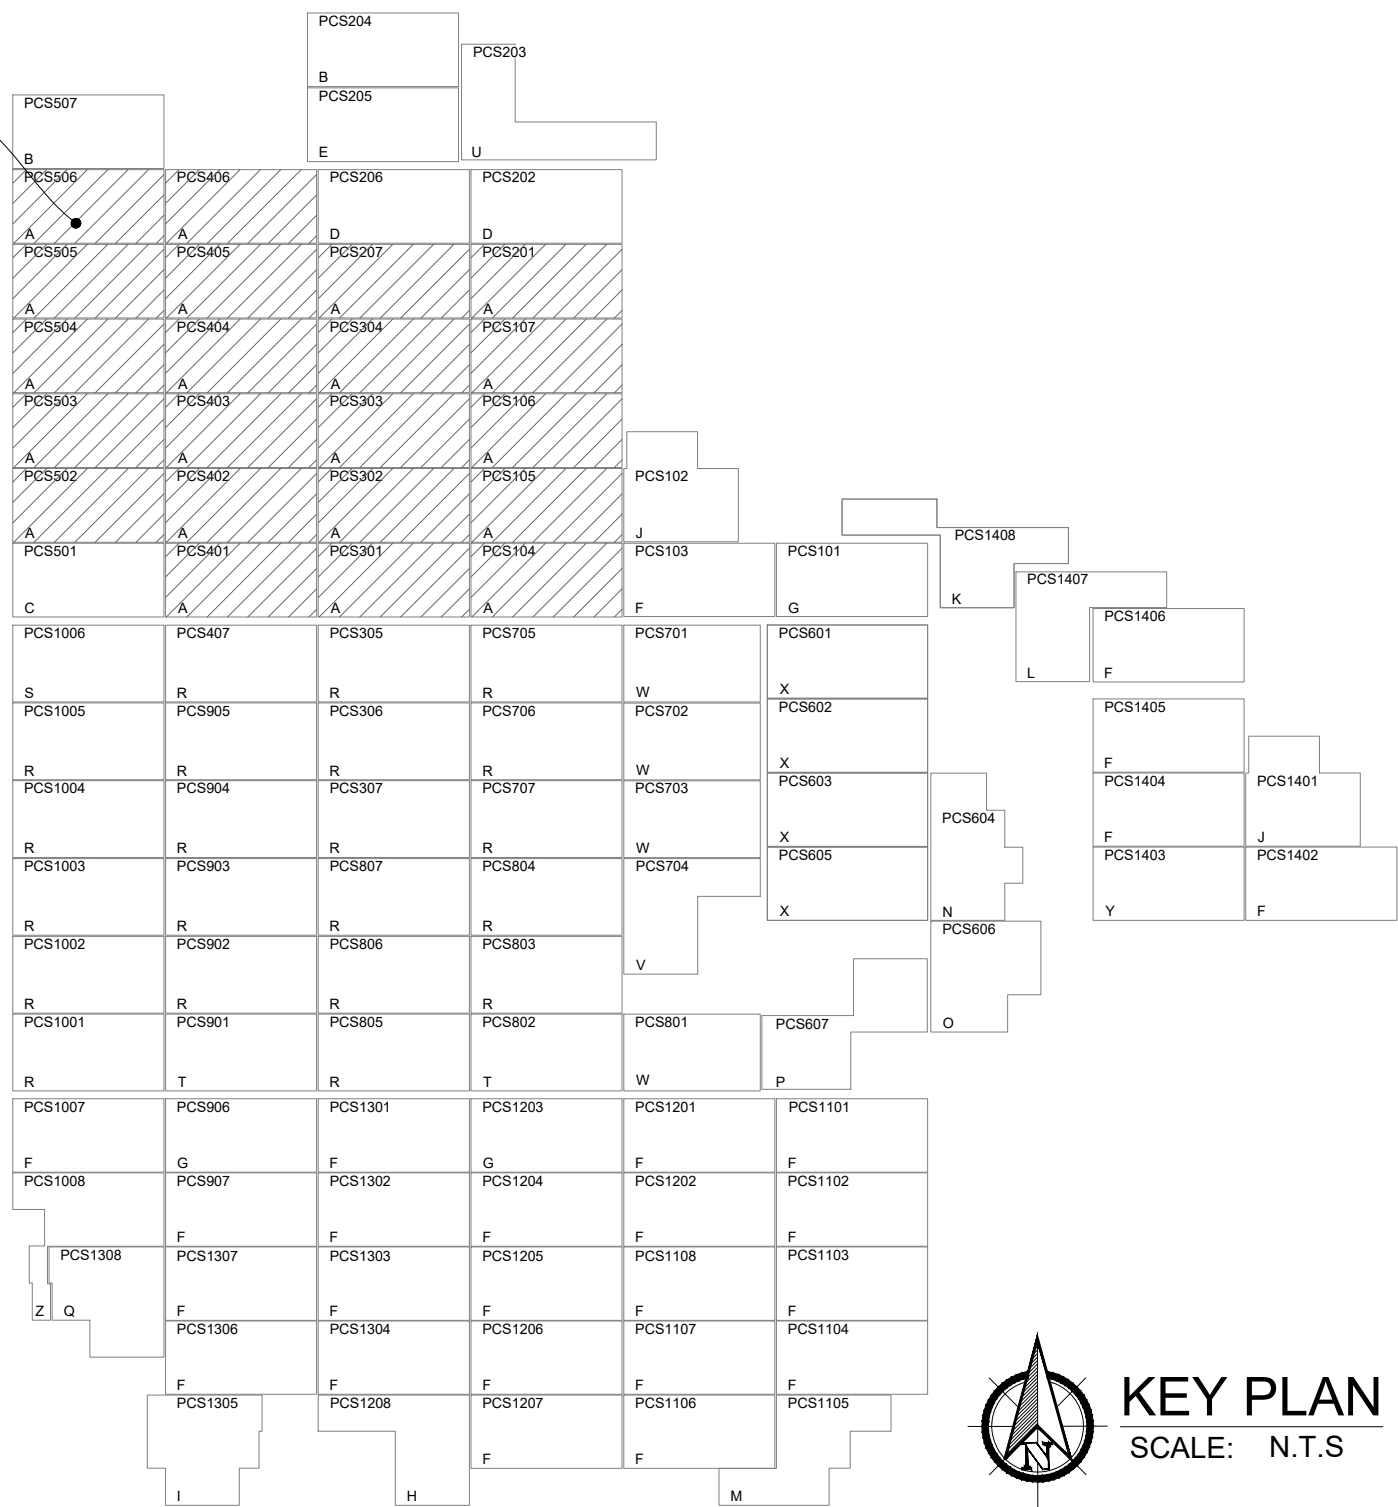 PCS204
PCS203
B
PCS205
PCS507
E
U
B
PCS506 PCS406 PCS206 PCS202
A A D D
PCS505 PCS405 PCS207 PCS201
A A A A
PCS504 PCS404 PCS304 PCS107
A A A A
PCS503 PCS403 PCS303 PCS106
A A A A
PCS502 PCS402 PCS302 PCS105 PCS102
A A A A J
PCS1408
PCS501 PCS401 PCS301 PCS104 PCS103 PCS101
PCS1407
K
C A A A F G
PCS1406
PCS1006 PCS407 PCS305 PCS705 PCS701 PCS601
L F
S R R R W X
PCS1005 PCS905 PCS306 PCS706 PCS702 PCS602 PCS1405
R R R R W X F
PCS1004 PCS904 PCS307 PCS707 PCS703 PCS603 PCS1404 PCS1401
PCS604
R R R R W X F J
PCS1003 PCS903 PCS807 PCS804 PCS704 PCS605 PCS1403 PCS1402
R R R R X N Y F
PCS1002 PCS902 PCS806 PCS803 PCS606
V
R R R R
PCS1001 PCS901 PCS805 PCS802 PCS801 PCS607 O
R T R T W P
PCS1007 PCS906 PCS1301 PCS1203 PCS1201 PCS1101
F G F G F F
PCS1008 PCS907 PCS1302 PCS1204 PCS1202 PCS1102
F F F F F
PCS1308 PCS1307 PCS1303 PCS1205 PCS1108 PCS1103
Z Q F F F F F
PCS1306 PCS1304 PCS1206 PCS1107 PCS1104
F F F F F
PCS1305 PCS1208 PCS1207 PCS1106 PCS1105
F F
I H M
N
KEY PLAN
SCALE: N.T.S